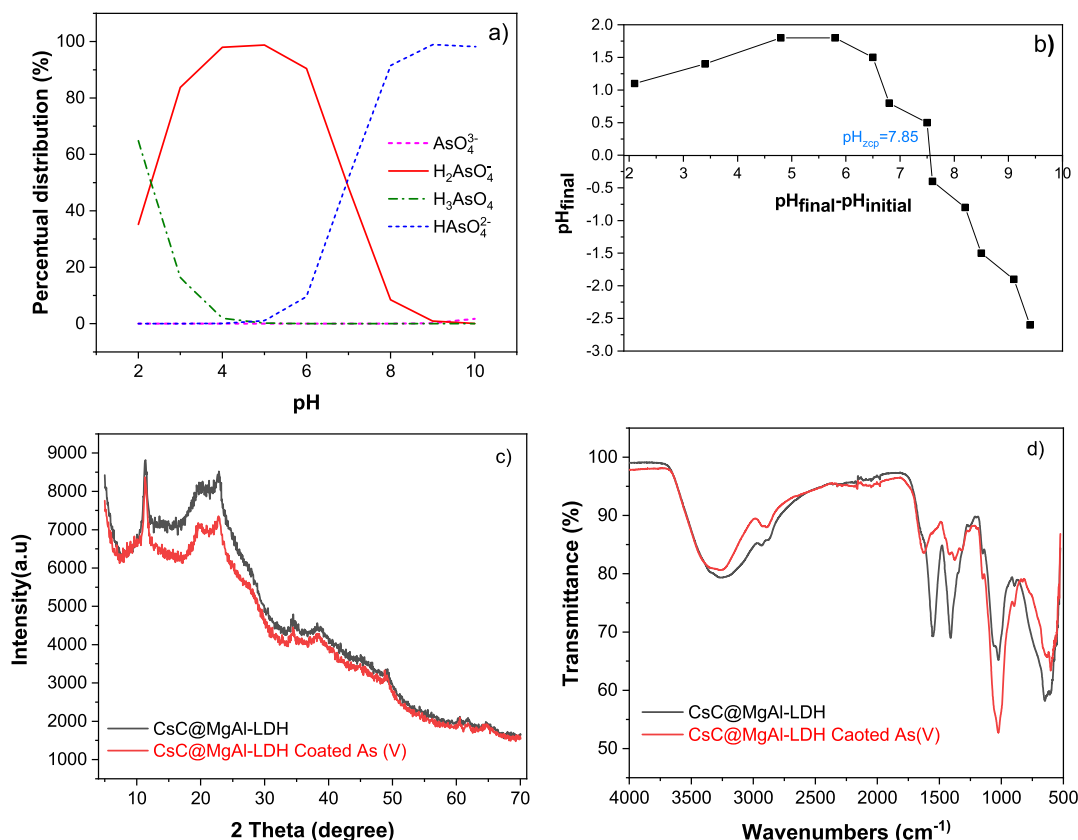 a)
Percentual distribution (%)
100
80
60
40
20
0
AsO₄³⁻
H₂AsO₄⁻
H₃AsO₄
HAsO₄²⁻
2 4 6 8 10
pH
b)
pH_final
2.0
1.5
1.0
0.5
0.0
-0.5
-1.0
-1.5
-2.0
-2.5
-3.0
pH_zcp=7.85
2 3 4 5 6 7 8 9 10
pH_final-pH_initial
c)
Intensity(a.u)
9000
8000
7000
6000
5000
4000
3000
2000
1000
CsC@MgAl-LDH
CsC@MgAl-LDH Coated As (V)
10 20 30 40 50 60 70
2 Theta (degree)
d)
Transmittance (%)
100
90
80
70
60
50
CsC@MgAl-LDH
CsC@MgAl-LDH Caoted As(V)
4000 3500 3000 2500 2000 1500 1000 500
Wavenumbers (cm⁻¹)